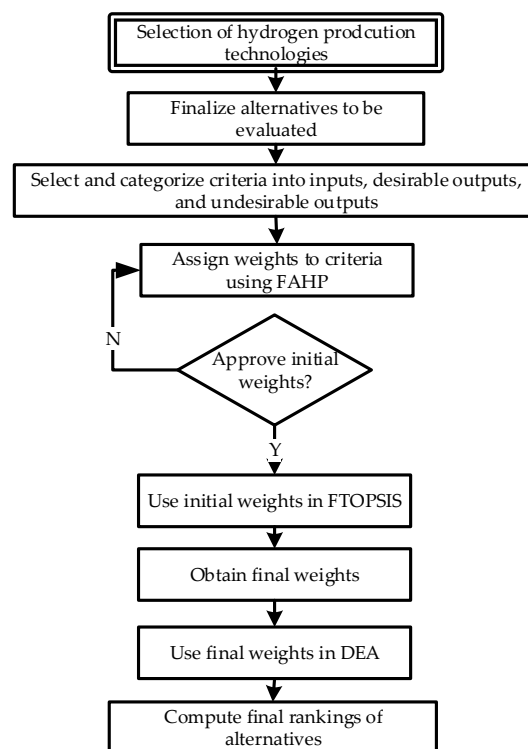 Selection of hydrogen prodcution
technologies
Finalize alternatives to be
evaluated
Select and categorize criteria into inputs, desirable outputs,
and undesirable outputs
Assign weights to criteria
using FAHP
N
Approve initial
weights?
Y
Use initial weights in FTOPSIS
Obtain final weights
Use final weights in DEA
Compute final rankings of
alternatives